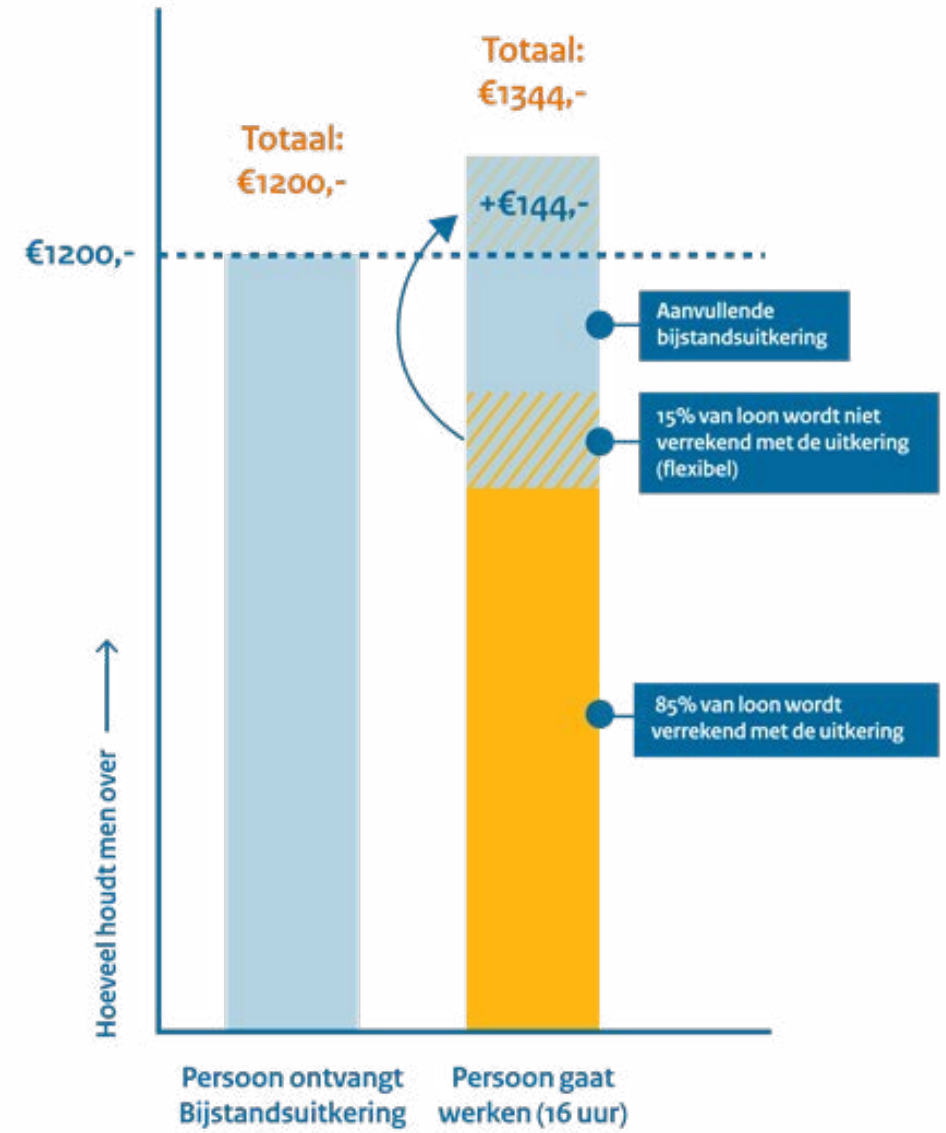 Totaal:
€1344,-
Totaal:
€1200,-
+€144,-
€1200,-
Aanvullende
bijstandsuitkering
15% van loon wordt niet
verrekend met de uitkering
(flexibel)
85% van loon wordt
verrekend met de uitkering
Hoeveel houdt men over
Persoon ontvangt
Bijstandsuitkering
Persoon gaat
werken (16 uur)